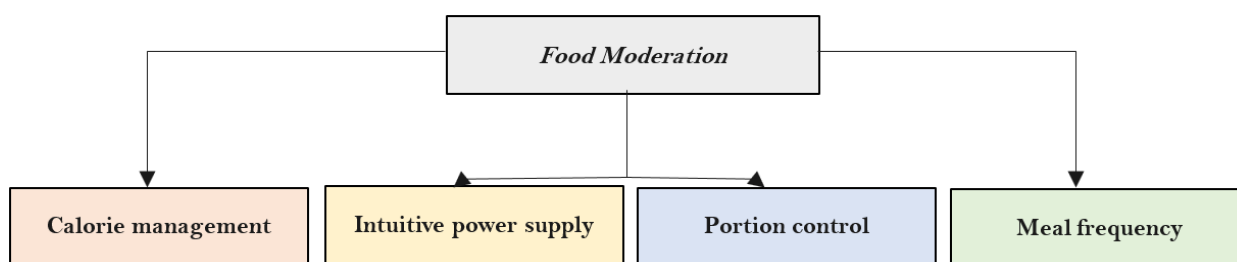 Food Moderation
Calorie management
Intuitive power supply
Portion control
Meal frequency